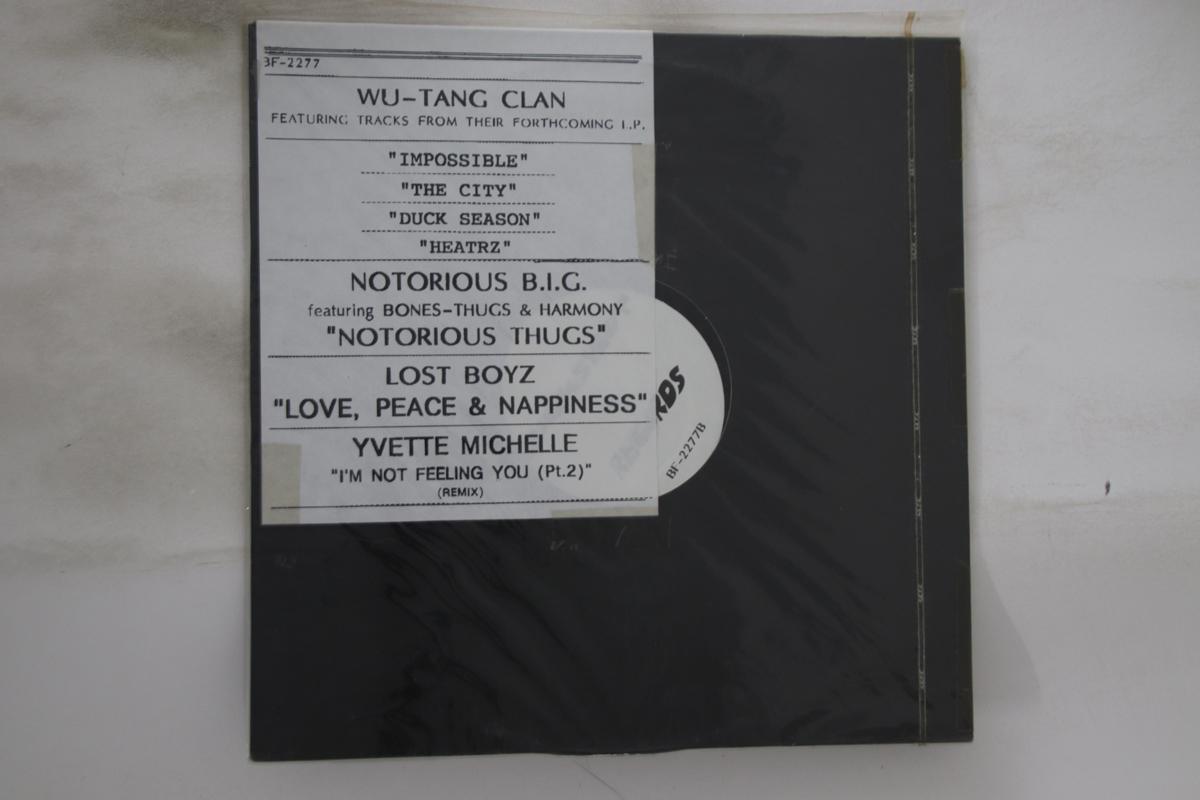 BF-2277
WU-TANG CLAN
FEATURING TRACKS FROM THEIR FORTHCOMING L.P.
"IMPOSSIBLE"
"THE CITY"
"DUCK SEASON"
"HEATRZ"
NOTORIOUS B.I.G.
featuring BONES-THUGS & HARMONY
"NOTORIOUS THUGS"
LOST BOYZ
"LOVE, PEACE & NAPPINESS"
YVETTE MICHELLE
"I'M NOT FEELING YOU (Pt.2)"
(REMIX)
RDS
BF-2277B